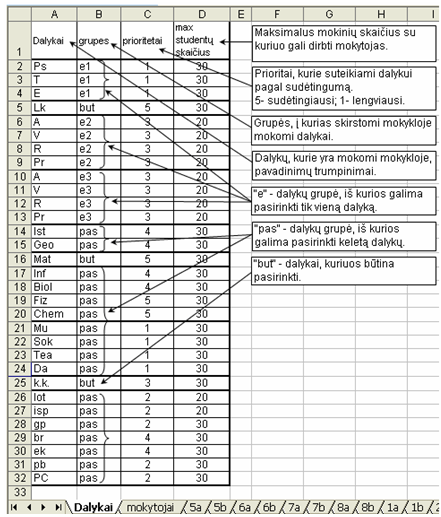 A B C D E F G H I
1 Dalykai grupes prioritetai max studentų skaičius
2 Ps e1 1 30
3 T e1 1 30
4 E e1 1 30
5 Lk but 5 30
6 A e2 3 20
7 V e2 3 20
8 R e2 3 20
9 Pr e2 3 20
10 A e3 3 20
11 V e3 3 20
12 R e3 3 20
13 Pr e3 3 20
14 Ist pas 4 30
15 Geo pas 4 30
16 Mat but 5 30
17 Inf pas 4 30
18 Biol pas 4 30
19 Fiz pas 5 30
20 Chem pas 5 30
21 Mu pas 1 30
22 Sok pas 1 30
23 Tea pas 1 30
24 Da pas 1 30
25 k.k. but 3 30
26 lot pas 2 20
27 isp pas 2 20
28 gp pas 2 30
29 br pas 4 30
30 ek pas 4 30
31 pb pas 2 30
32 PC pas 2 30
33
Maksimalus mokinių skaičius su
kuriuo gali dirbti mokytojas.
Prioritai, kurie suteikiami dalykui
pagal sudėtingumą.
5- sudėtingiausi; 1- lengviausi.
Grupės, į kurias skirstomi mokykloje
mokomi dalykai.
Dalykų, kurie yra mokomi mokykloje,
pavadinimų trumpinimai.
"e" - dalykų grupė, iš kurios galima
pasirinkti tik vieną dalyką.
"pas" - dalykų grupė, iš kurios
galima pasirinkti keletą dalykų.
"but" - dalykai, kuriuos būtina
pasirinkti.
Dalykai mokytojai 5a 5b 6a 6b 7a 7b 8a 8b 1a 1b